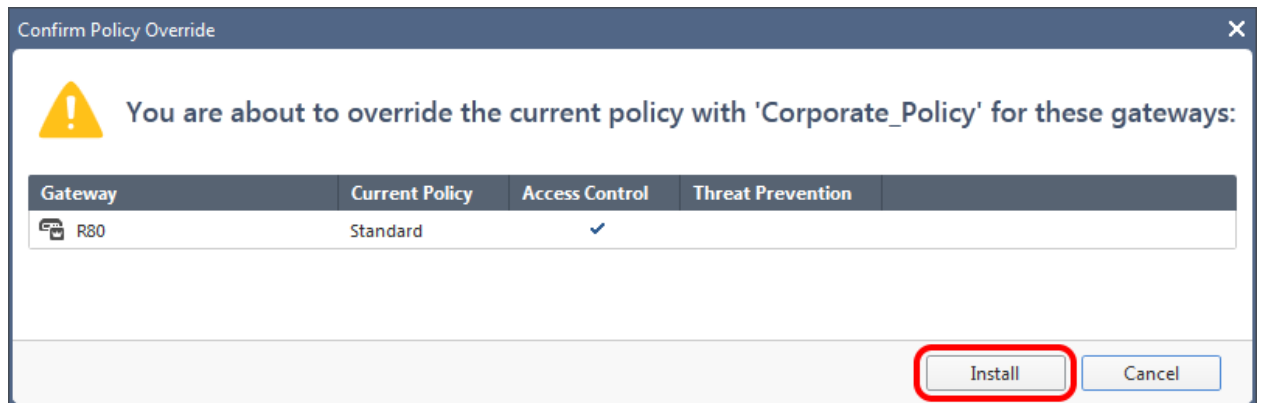 Confirm Policy Override
You are about to override the current policy with 'Corporate_Policy' for these gateways:
Gateway Current Policy Access Control Threat Prevention
R80 Standard
Install Cancel